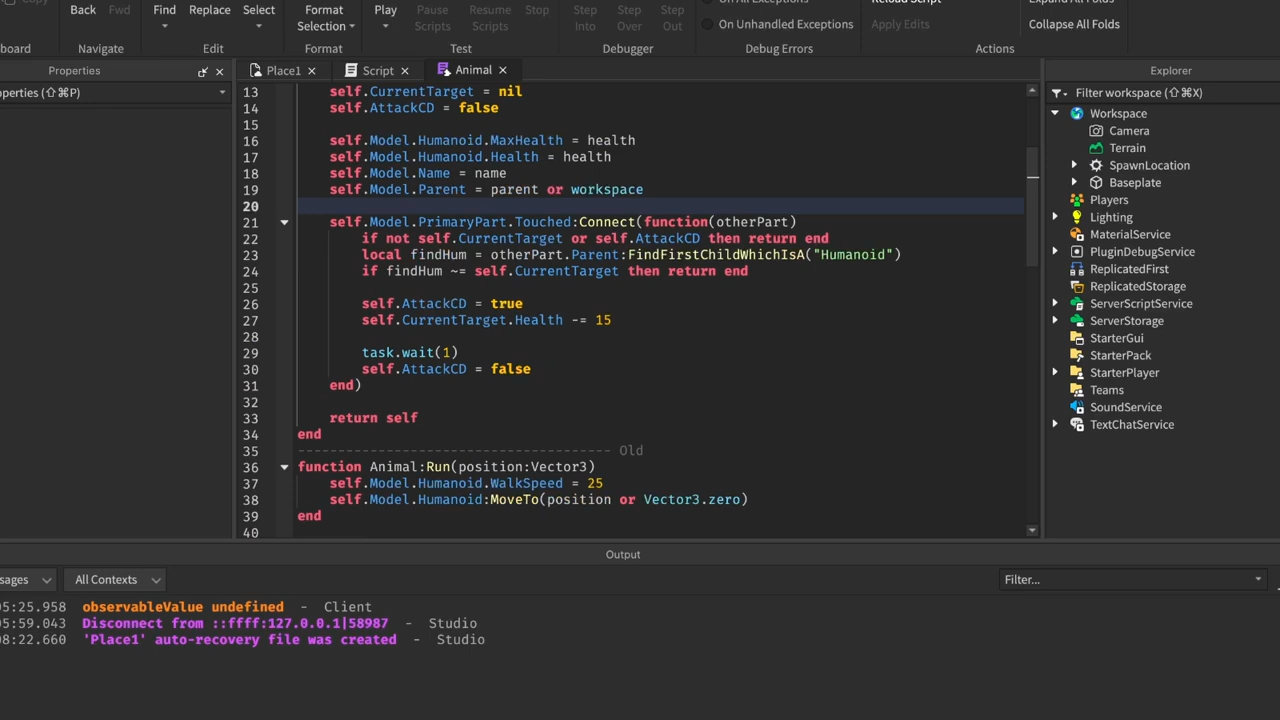 Copy
Back Fwd Find Replace Select Format Selection Play Pause Scripts Resume Scripts Stop Step Into Step Over Step Out On All Exceptions On Unhandled Exceptions Reload Script Apply Edits Expand All Folds Collapse All Folds
board Navigate Edit Format Test Debugger Debug Errors Actions
Properties
operties (⇧⌘P)
Place1 Script Animal
13 self.CurrentTarget = nil
14 self.AttackCD = false
15
16 self.Model.Humanoid.MaxHealth = health
17 self.Model.Humanoid.Health = health
18 self.Model.Name = name
19 self.Model.Parent = parent or workspace
20
21 self.Model.PrimaryPart.Touched:Connect(function(otherPart)
22 if not self.CurrentTarget or self.AttackCD then return end
23 local findHum = otherPart.Parent:FindFirstChildWhichIsA("Humanoid")
24 if findHum ~= self.CurrentTarget then return end
25
26 self.AttackCD = true
27 self.CurrentTarget.Health -= 15
28
29 task.wait(1)
30 self.AttackCD = false
31 end)
32
33 return self
34 end
35 --------------------------------------- Old
36 function Animal:Run(position:Vector3)
37 self.Model.Humanoid.WalkSpeed = 25
38 self.Model.Humanoid:MoveTo(position or Vector3.zero)
39 end
40
Explorer
Filter workspace (⇧⌘X)
Workspace
Camera
Terrain
SpawnLocation
Baseplate
Players
Lighting
MaterialService
PluginDebugService
ReplicatedFirst
ReplicatedStorage
ServerScriptService
ServerStorage
StarterGui
StarterPack
StarterPlayer
Teams
SoundService
TextChatService
Output
sages All Contexts Filter...
05:25.958 observableValue undefined - Client
05:59.043 Disconnect from ::ffff:127.0.0.1|58987 - Studio
08:22.660 'Place1' auto-recovery file was created - Studio